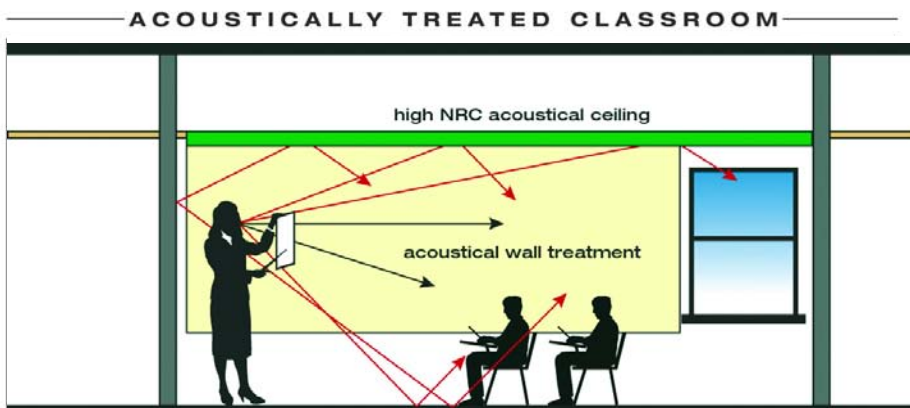 ACOUSTICALLY TREATED CLASSROOM
high NRC acoustical ceiling
acoustical wall treatment